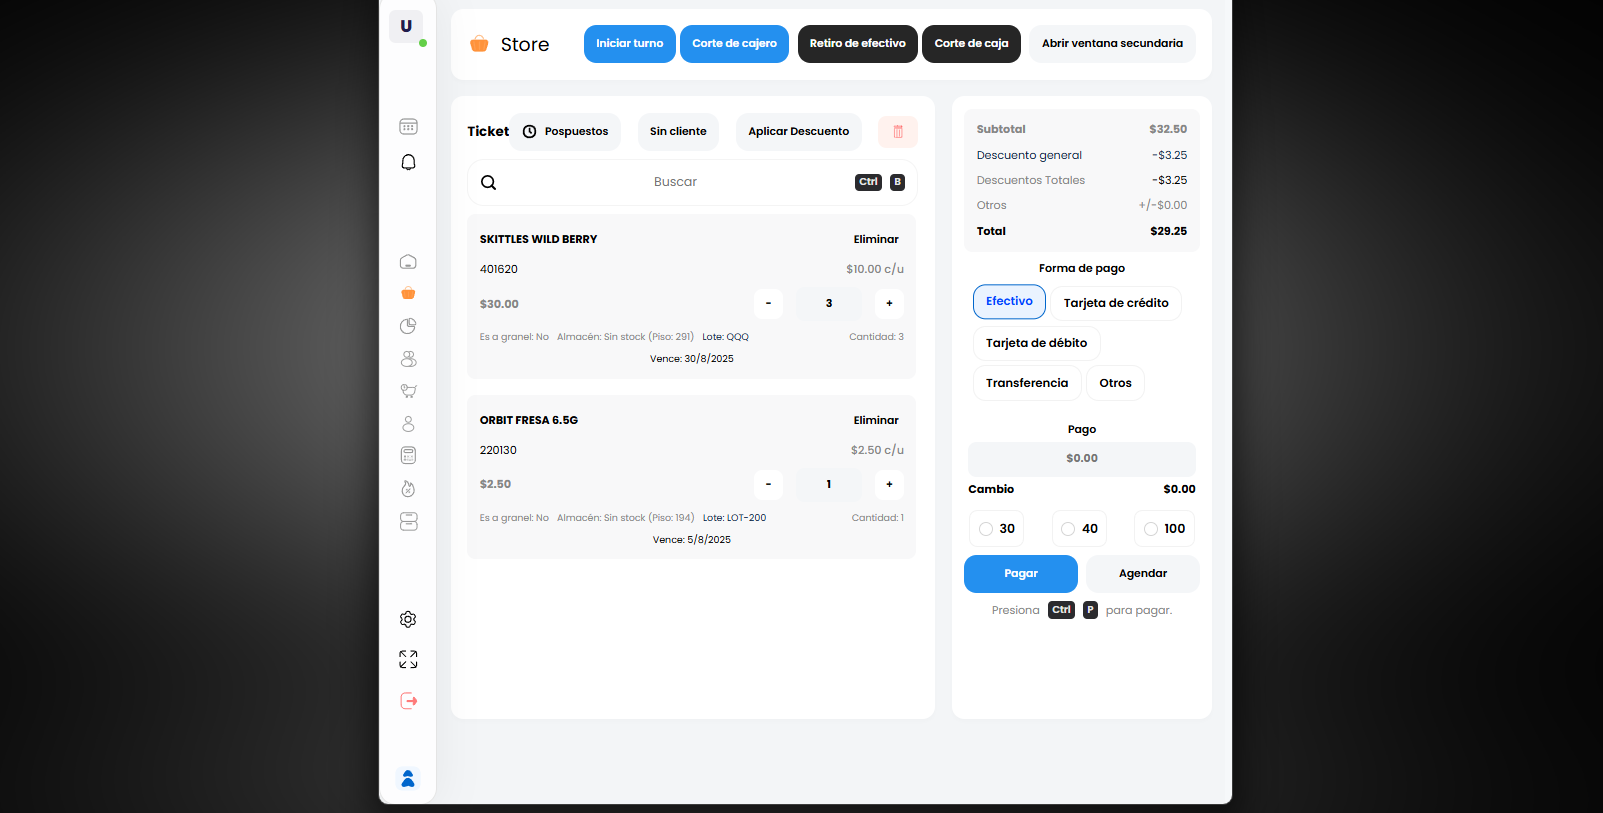 U
Store
Iniciar turno
Corte de cajero
Retiro de efectivo
Corte de caja
Abrir ventana secundaria
Ticket
Pospuestos
Sin cliente
Aplicar Descuento
Buscar
Ctrl B
SKITTLES WILD BERRY Eliminar
401620 $10.00 c/u
$30.00 - 3 +
Es a granel: No Almacén: Sin stock (Piso: 291) Lote: QQQ Cantidad: 3
Vence: 30/8/2025
ORBIT FRESA 6.5G Eliminar
220130 $2.50 c/u
$2.50 - 1 +
Es a granel: No Almacén: Sin stock (Piso: 194) Lote: LOT-200 Cantidad: 1
Vence: 5/8/2025
Subtotal $32.50
Descuento general -$3.25
Descuentos Totales -$3.25
Otros +/-$0.00
Total $29.25
Forma de pago
Efectivo Tarjeta de crédito
Tarjeta de débito
Transferencia Otros
Pago
$0.00
Cambio $0.00
30 40 100
Pagar Agendar
Presiona Ctrl P para pagar.